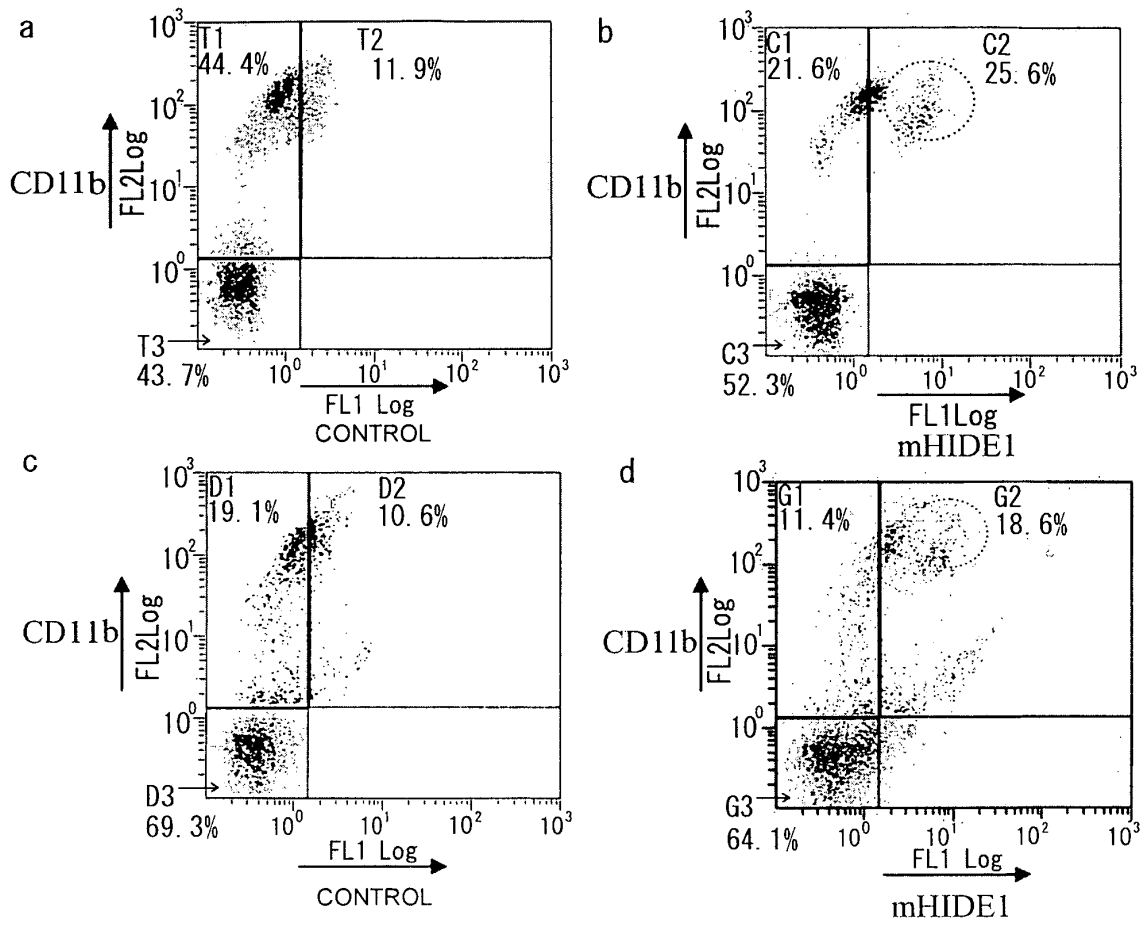 a
10³
T1
44.4%
T2
11.9%
10²
CD11b
FL2Log
10¹
10⁰
T3
43.7%
10⁰ 10¹ 10² 10³
FL1 Log
CONTROL
b
10³
C1
21.6%
C2
25.6%
10²
CD11b
FL2Log
10¹
10⁰
C3
52.3%
10⁰ 10¹ 10² 10³
FL1Log
mHIDE1
c
10³
D1
19.1%
D2
10.6%
10²
CD11b
FL2Log
10¹
10⁰
D3
69.3%
10⁰ 10¹ 10² 10³
FL1 Log
CONTROL
d
10³
G1
11.4%
G2
18.6%
10²
CD11b
FL2Log
10¹
10⁰
G3
64.1%
10⁰ 10¹ 10² 10³
FL1 Log
mHIDE1